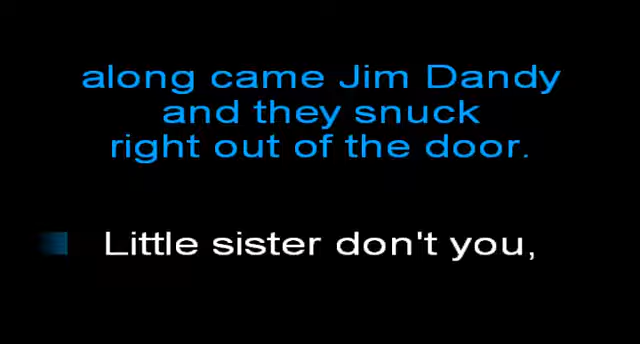 along came Jim Dandy
and they snuck
right out of the door.
Little sister don't you,